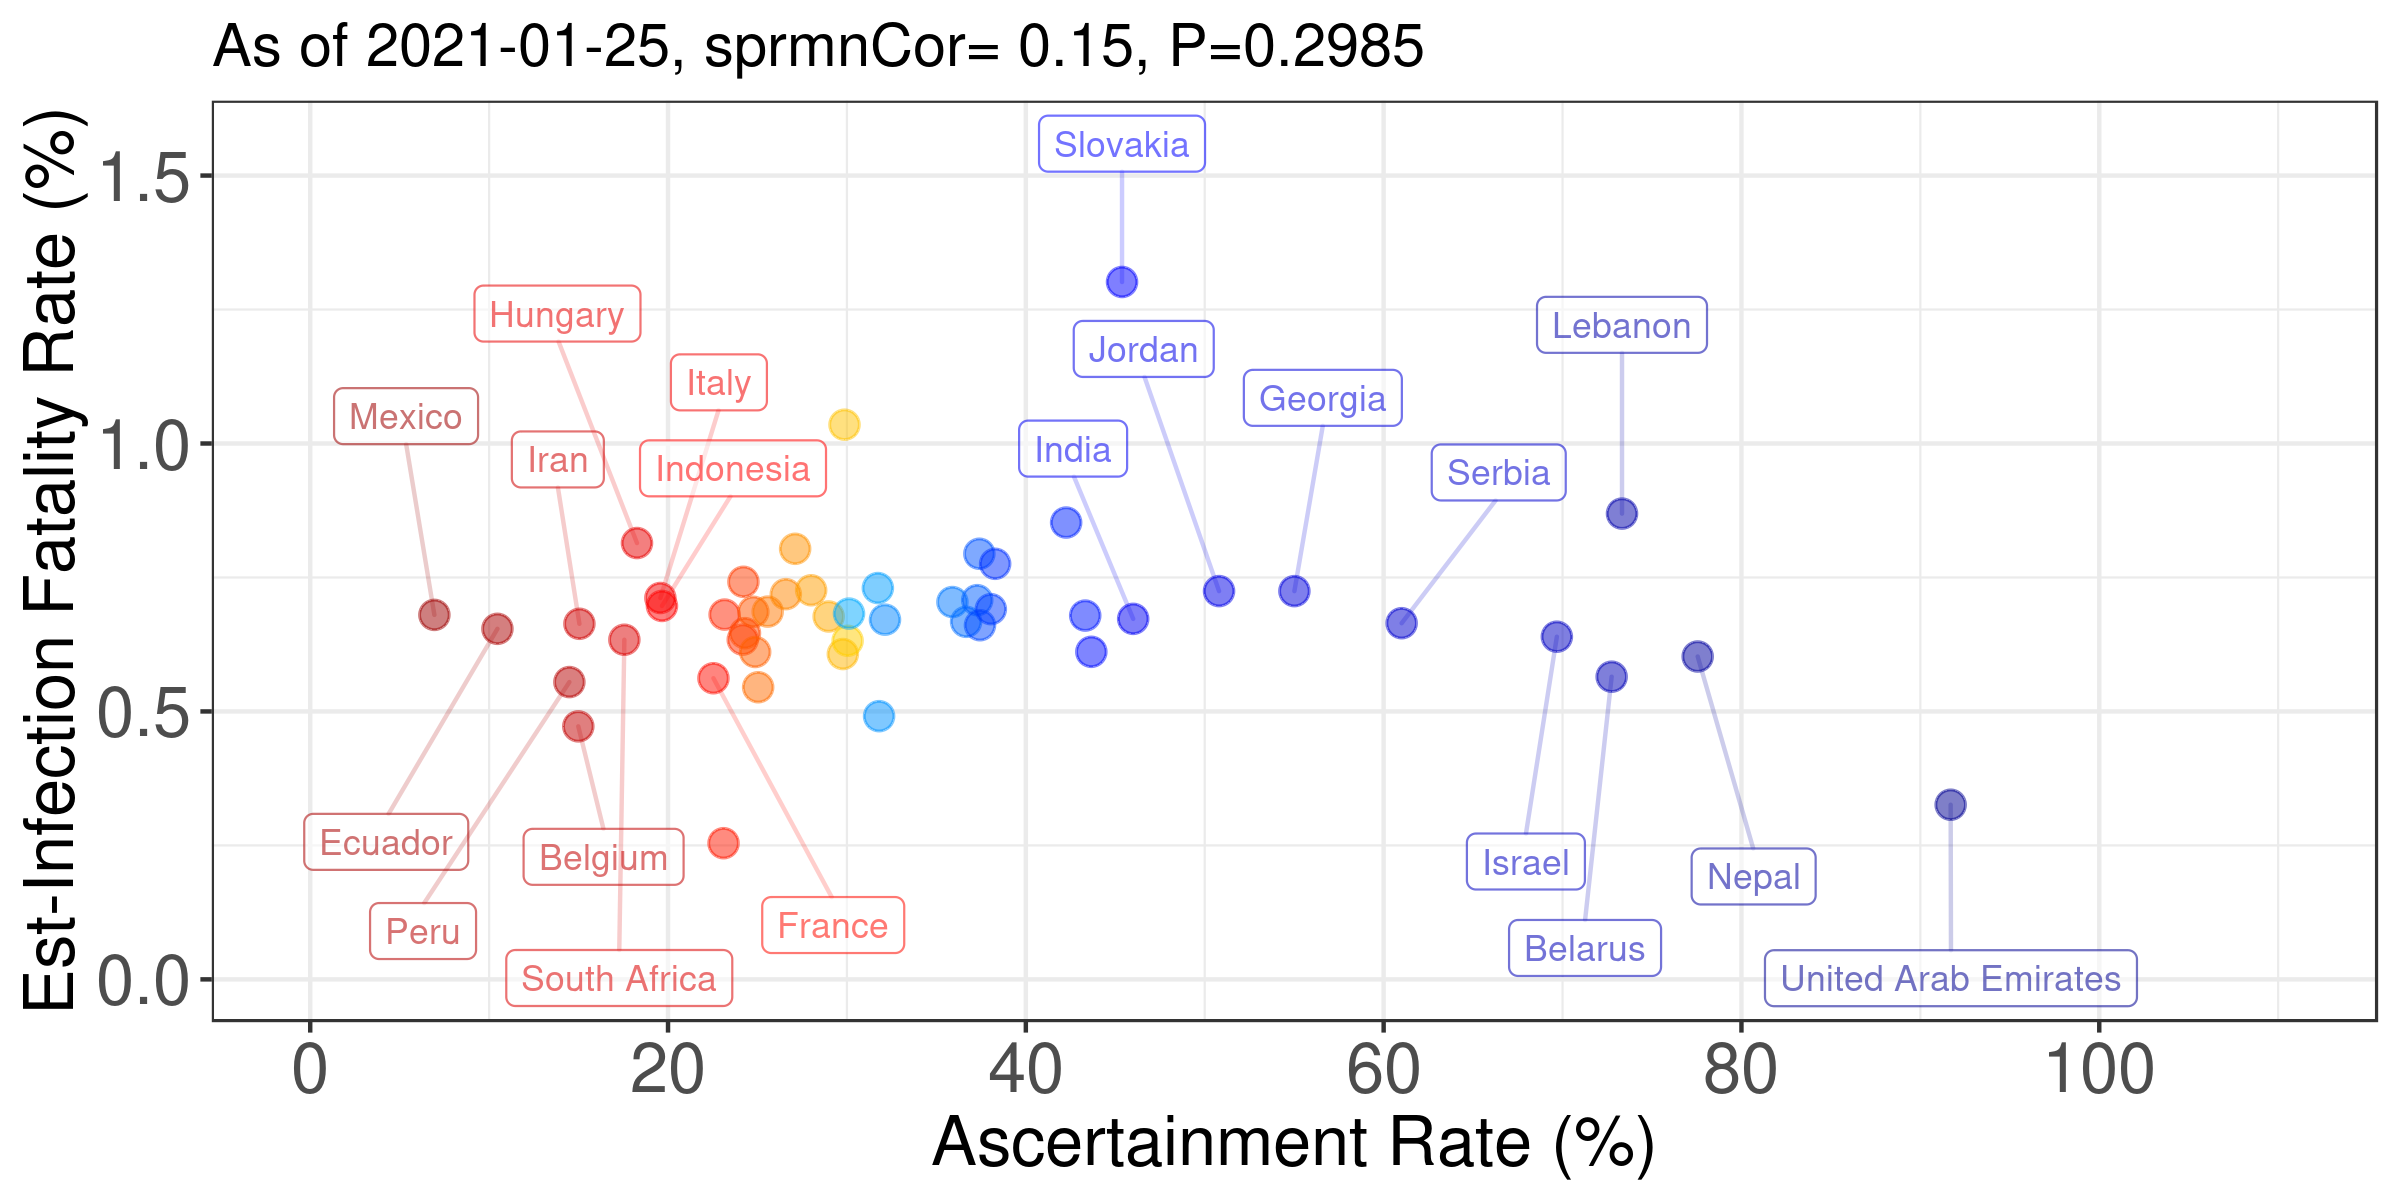 As of 2021-01-25, sprmnCor= 0.15, P=0.2985
Est-Infection Fatality Rate (%)
1.5
1.0
0.5
0.0
Slovakia
Hungary
Lebanon
Jordan
Italy
Georgia
Mexico
India
Iran
Indonesia
Serbia
Ecuador
Belgium
Israel
Nepal
Peru
France
Belarus
South Africa
United Arab Emirates
0 20 40 60 80 100
Ascertainment Rate (%)